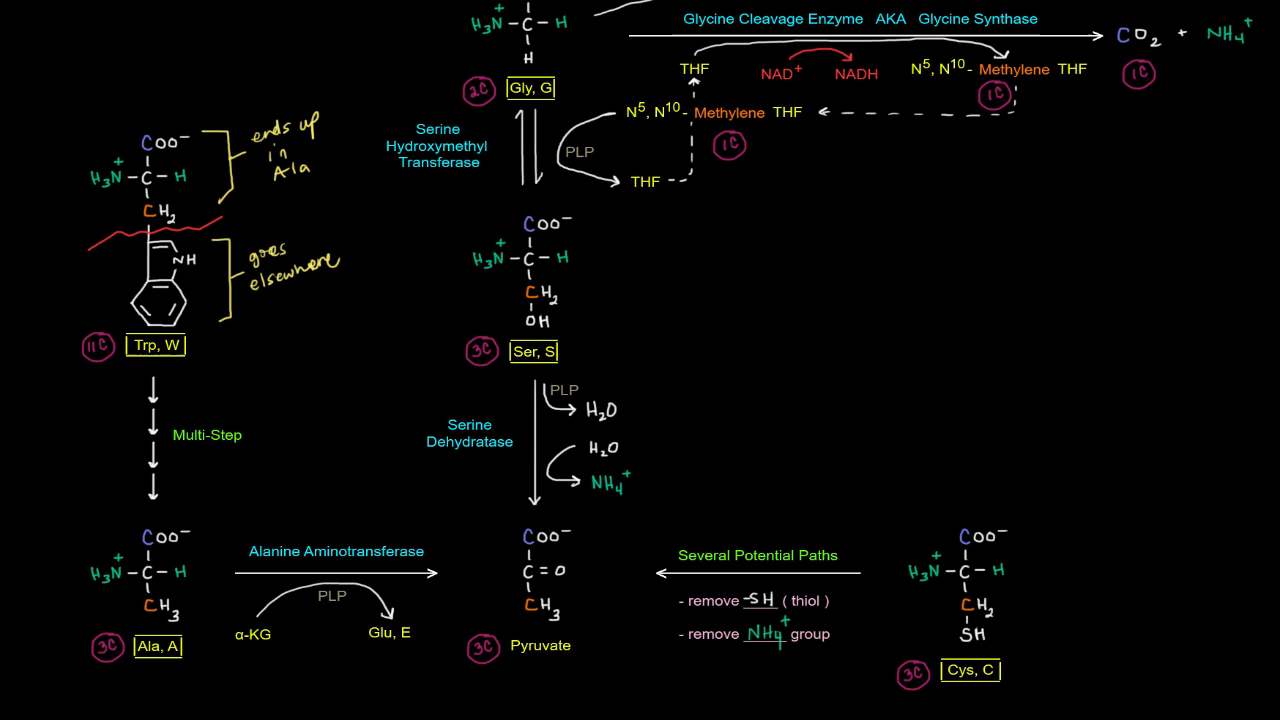 H₃N⁺ – C – H
H
2C
Gly, G
Glycine Cleavage Enzyme AKA Glycine Synthase
CO₂ + NH₄⁺
1C
THF
NAD⁺
NADH
N⁵, N¹⁰- Methylene THF
1C
N⁵, N¹⁰- Methylene THF
1C
PLP
THF
Serine
Hydroxymethyl
Transferase
COO⁻
H₃N⁺ – C – H
CH₂
NH
ends up
in
Ala
goes
elsewhere
11C
Trp, W
COO⁻
H₃N⁺ – C – H
CH₂
OH
3C
Ser, S
Multi-Step
Serine
Dehydratase
PLP
H₂O
H₂O
NH₄⁺
COO⁻
H₃N⁺ – C – H
CH₃
3C
Ala, A
Alanine Aminotransferase
PLP
α-KG
Glu, E
COO⁻
C = O
CH₃
3C
Pyruvate
Several Potential Paths
- remove -SH ( thiol )
- remove NH₄⁺ group
COO⁻
H₃N⁺ – C – H
CH₂
SH
3C
Cys, C